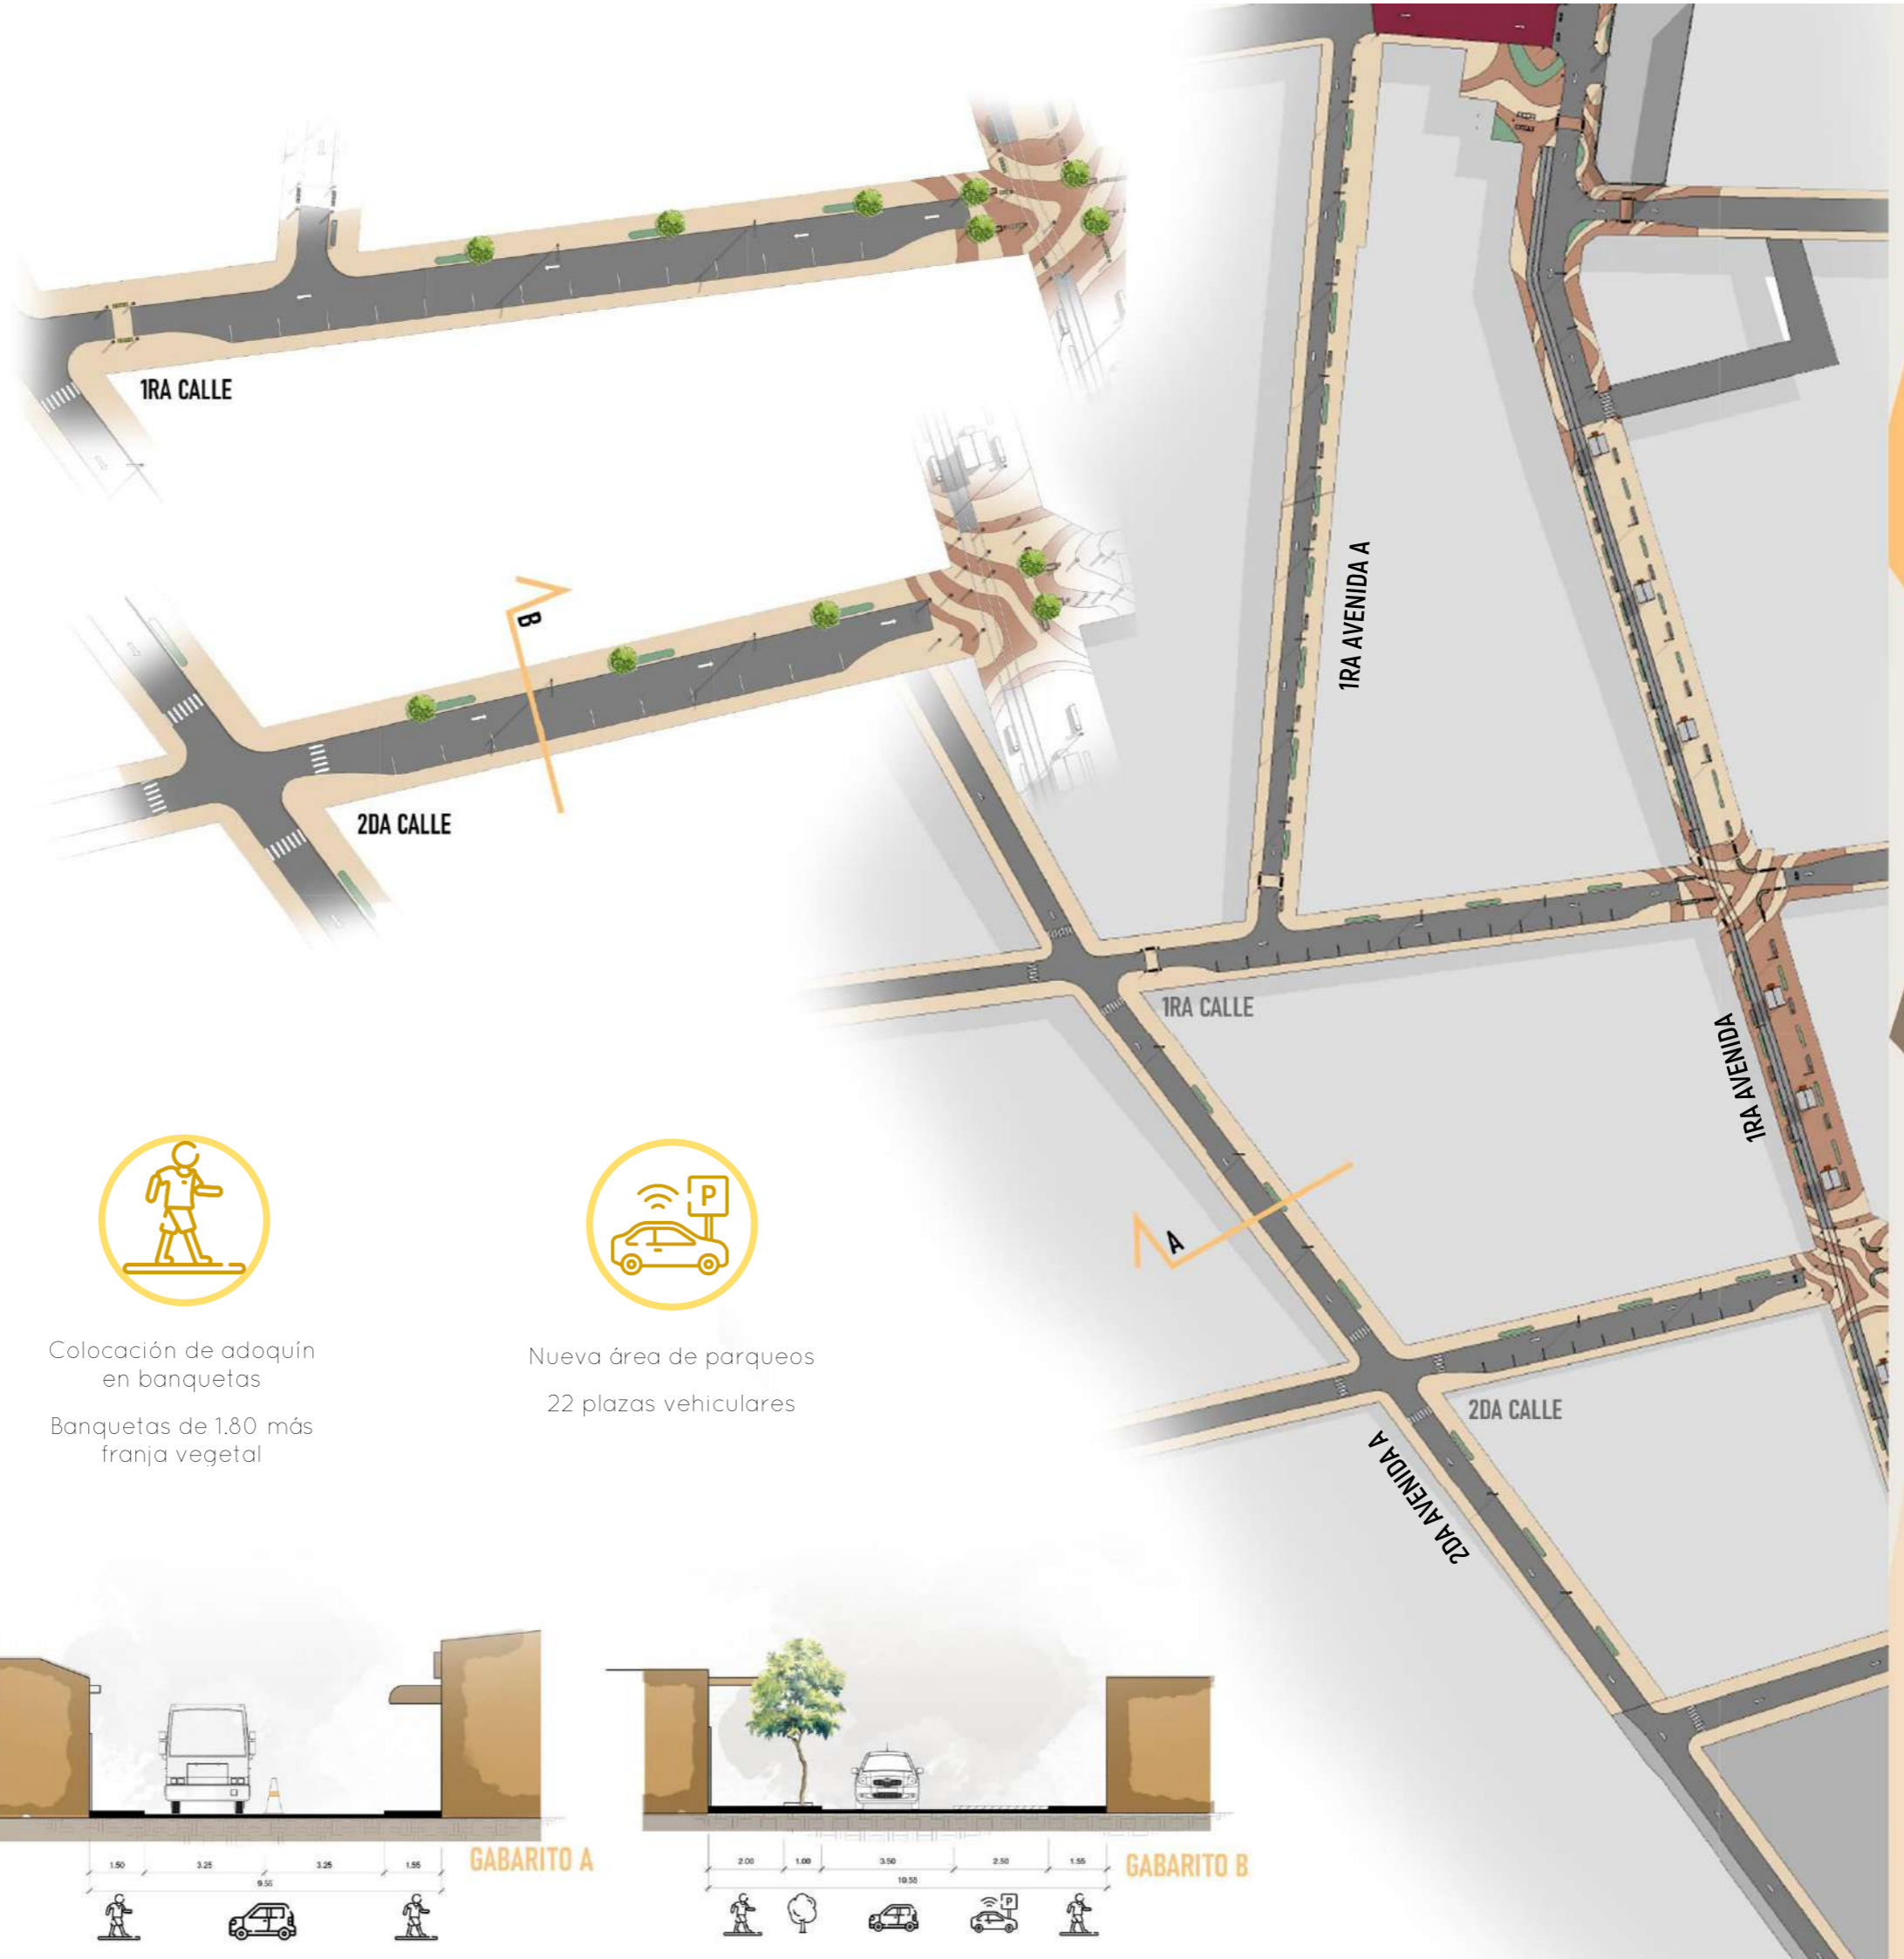 1RA CALLE
B
2DA CALLE
1RA AVENIDA A
1RA CALLE
1RA AVENIDA
A
2DA CALLE
2DA AVENIDA A
P
Colocación de adoquín
en banquetas
Banquetas de 1.80 más
franja vegetal
Nueva área de parqueos
22 plazas vehiculares
1.50 3.25 3.25 1.55
9.55
GABARITO A
2.00 1.00 3.50 2.50 1.55
10.55
P
GABARITO B